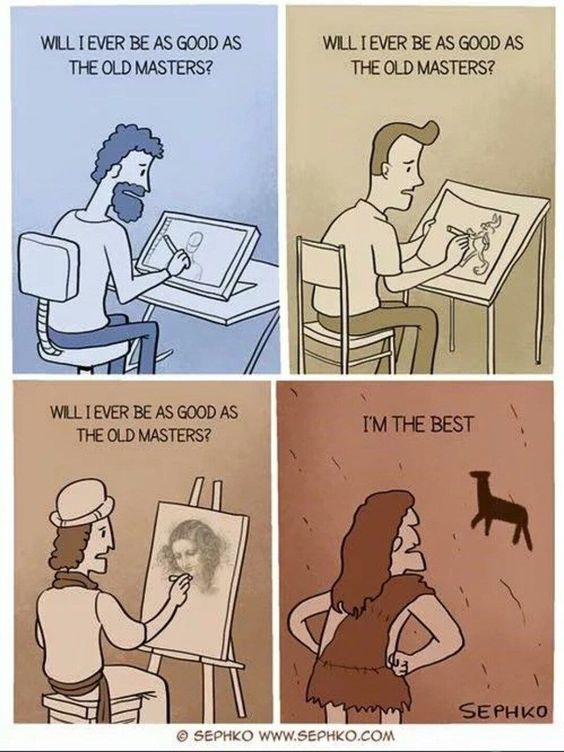 WILL I EVER BE AS GOOD AS
THE OLD MASTERS?
WILL I EVER BE AS GOOD AS
THE OLD MASTERS?
WILL I EVER BE AS GOOD AS
THE OLD MASTERS?
I'M THE BEST
SEPHKO
© SEPHKO WWW.SEPHKO.COM